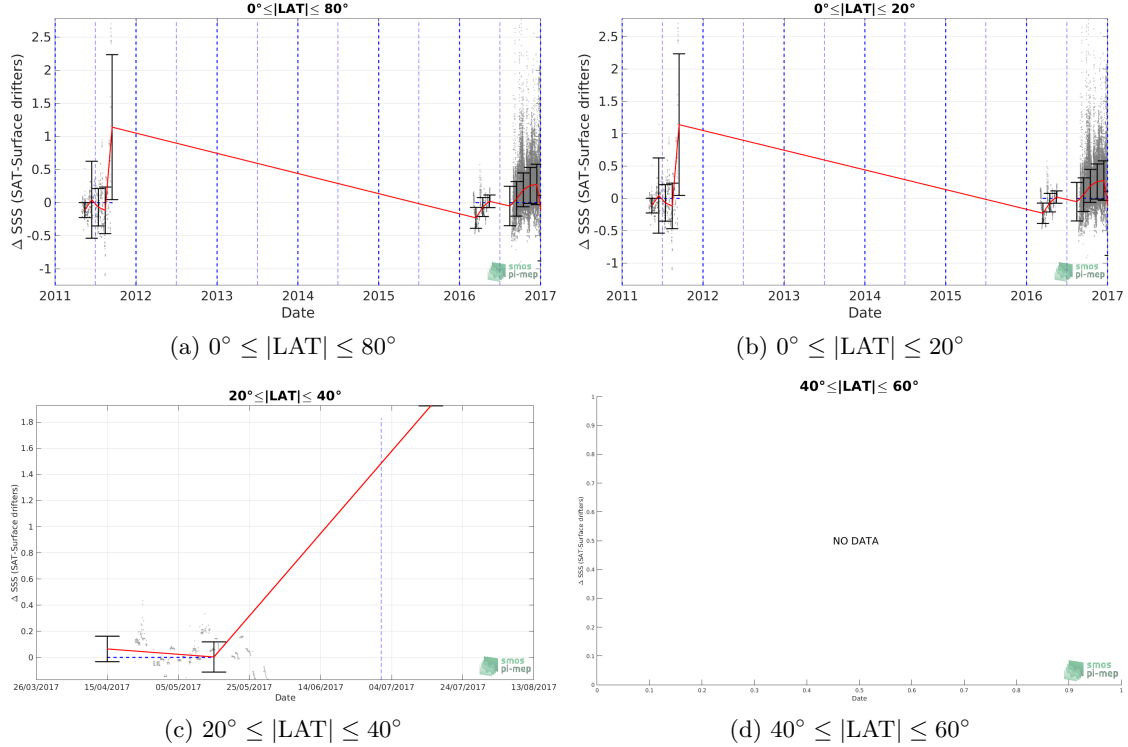 0°≤|LAT|≤ 80°
Δ SSS (SAT-Surface drifters)
2.5
2
1.5
1
0.5
0
-0.5
-1
2011
2012
2013
2014
2015
2016
2017
Date
smos
pi-mep
(a) 0° ≤ |LAT| ≤ 80°
0°≤|LAT|≤ 20°
Δ SSS (SAT-Surface drifters)
2.5
2
1.5
1
0.5
0
-0.5
-1
2011
2012
2013
2014
2015
2016
2017
Date
smos
pi-mep
(b) 0° ≤ |LAT| ≤ 20°
20°≤|LAT|≤ 40°
Δ SSS (SAT-Surface drifters)
1.8
1.6
1.4
1.2
1
0.8
0.6
0.4
0.2
0
26/03/2017
15/04/2017
05/05/2017
25/05/2017
14/06/2017
04/07/2017
24/07/2017
13/08/2017
Date
smos
pi-mep
(c) 20° ≤ |LAT| ≤ 40°
40°≤|LAT|≤ 60°
Δ SSS (SAT-Surface drifters)
1
0.9
0.8
0.7
0.6
0.5
0.4
0.3
0.2
0.1
0
NO DATA
0
0.1
0.2
0.3
0.4
0.5
0.6
0.7
0.8
0.9
1
Date
smos
pi-mep
(d) 40° ≤ |LAT| ≤ 60°